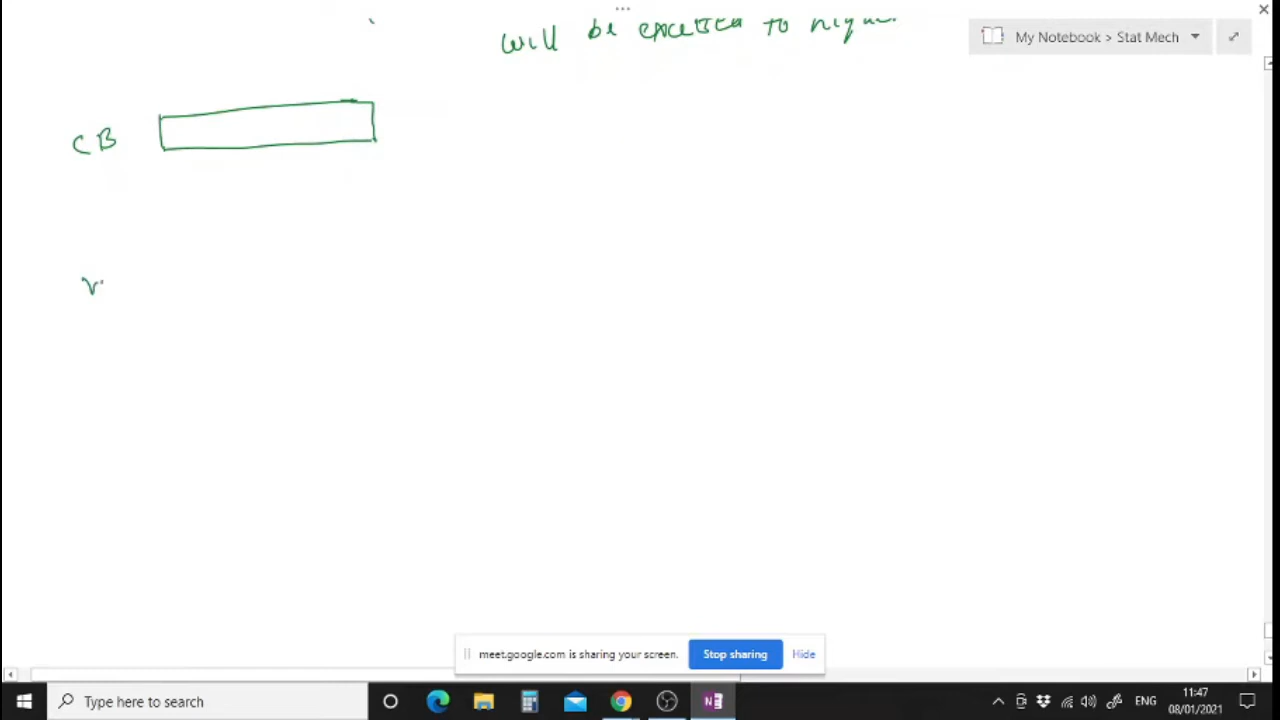 will be excited to
My Notebook > Stat Mech
CB
meet.google.com is sharing your screen. Stop sharing Hide
Type here to search
ENG
11:47
08/01/2021